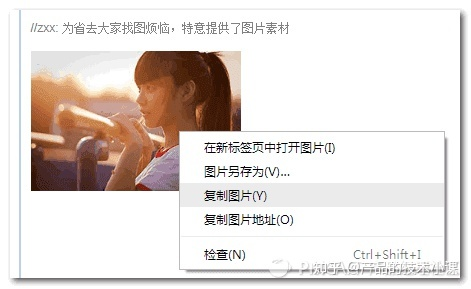 //zxx: 为省去大家找图烦恼，特意提供了图片素材
在新标签页中打开图片(I)
图片另存为(V)...
复制图片(Y)
复制图片地址(O)
检查(N) Ctrl+Shift+I
知乎 @产品的技术小课